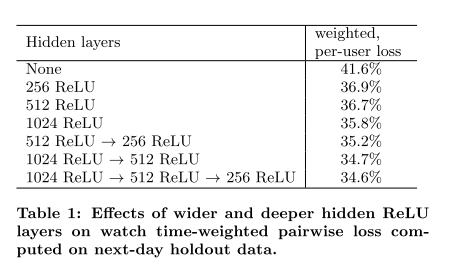 Hidden layers
weighted,
per-user loss
None 41.6%
256 ReLU 36.9%
512 ReLU 36.7%
1024 ReLU 35.8%
512 ReLU → 256 ReLU 35.2%
1024 ReLU → 512 ReLU 34.7%
1024 ReLU → 512 ReLU → 256 ReLU 34.6%
Table 1: Effects of wider and deeper hidden ReLU
layers on watch time-weighted pairwise loss com-
puted on next-day holdout data.